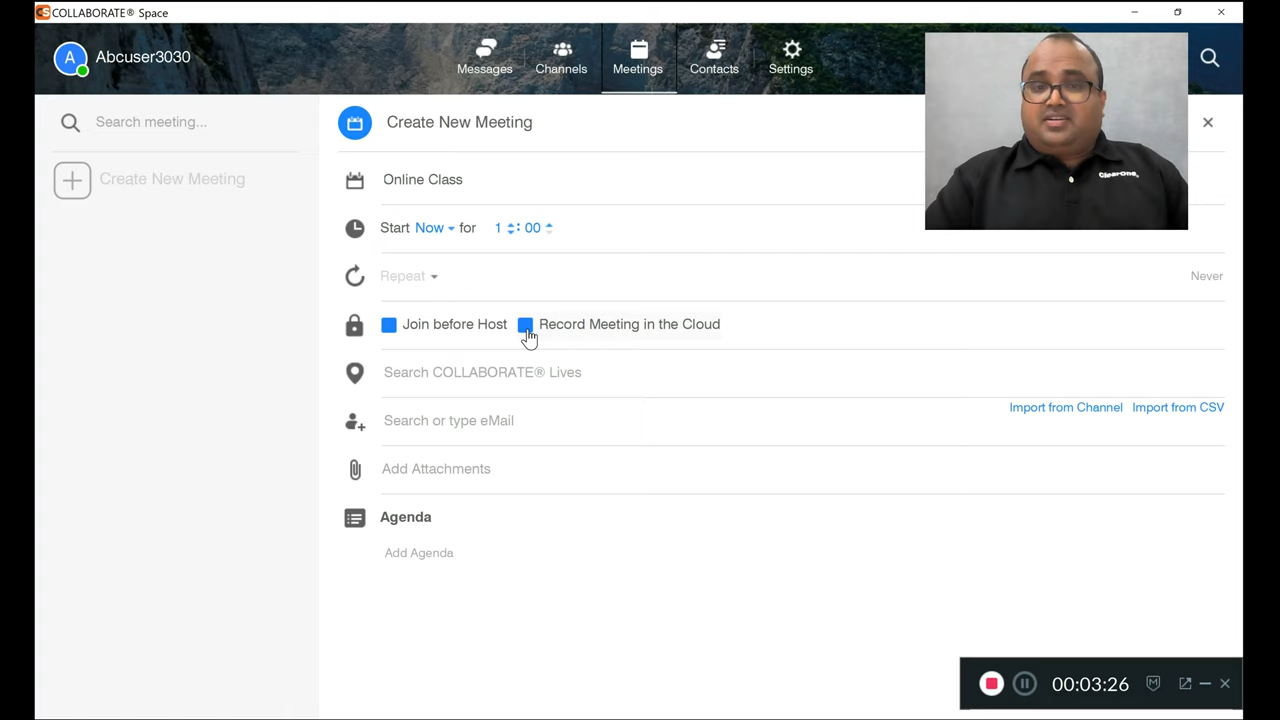 CS COLLABORATE® Space
A Abcuser3030
Messages
Channels
Meetings
Contacts
Settings
Search meeting...
Create New Meeting
Create New Meeting
Online Class
Start Now for 1 : 00
Repeat
Never
Join before Host
Record Meeting in the Cloud
Search COLLABORATE® Lives
Import from Channel
Import from CSV
Search or type eMail
Add Attachments
Agenda
Add Agenda
ClearOne.
00:03:26